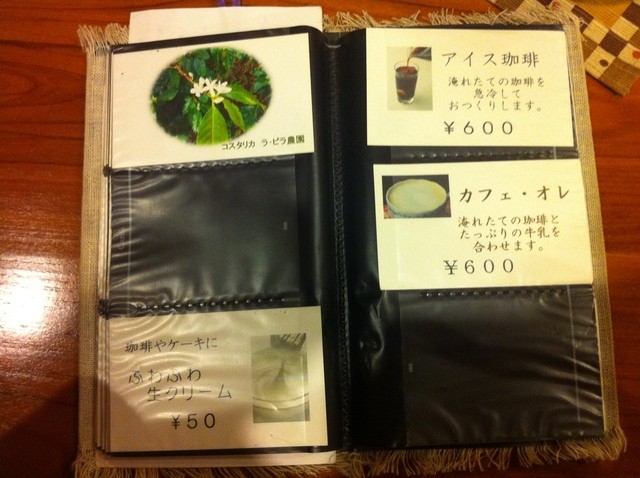 コスタリカ ラ・ピラ農園
珈琲やケーキに
ふわふわ
生クリーム
￥50
アイス珈琲
淹れたての珈琲を
急冷して
おつくりします。
￥600
カフェ・オレ
淹れたての珈琲と
たっぷりの牛乳を
合わせます。
￥600